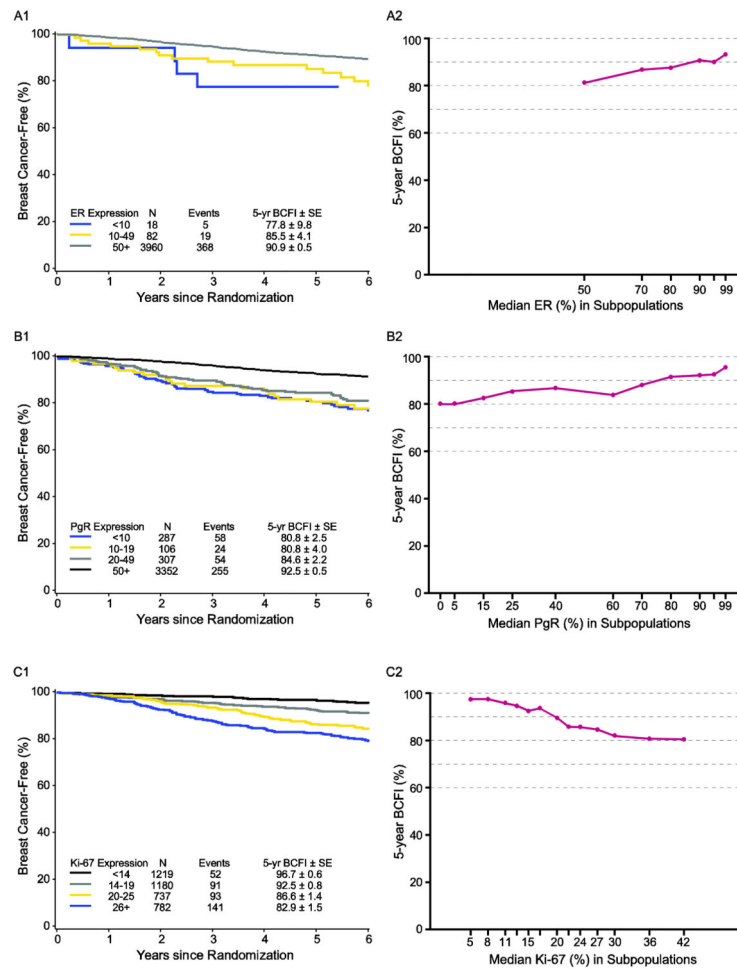 A1
Breast Cancer-Free (%)
100
80
60
40
20
0
ER Expression N Events 5-yr BCFI ± SE
<10 18 5 77.8 ± 9.8
10-49 82 19 85.5 ± 4.1
50+ 3960 368 90.9 ± 0.5
0 1 2 3 4 5 6
Years since Randomization
A2
5-year BCFI (%)
100
80
60
40
20
0
50 70 80 90 99
Median ER (%) in Subpopulations
B1
Breast Cancer-Free (%)
100
80
60
40
20
0
PgR Expression N Events 5-yr BCFI ± SE
<10 287 58 80.8 ± 2.5
10-19 106 24 80.8 ± 4.0
20-49 307 54 84.6 ± 2.2
50+ 3352 255 92.5 ± 0.5
0 1 2 3 4 5 6
Years since Randomization
B2
5-year BCFI (%)
100
80
60
40
20
0
0 5 15 25 40 60 70 80 90 99
Median PgR (%) in Subpopulations
C1
Breast Cancer-Free (%)
100
80
60
40
20
0
Ki-67 Expression N Events 5-yr BCFI ± SE
<14 1219 52 96.7 ± 0.6
14-19 1180 91 92.5 ± 0.8
20-25 737 93 86.6 ± 1.4
26+ 782 141 82.9 ± 1.5
0 1 2 3 4 5 6
Years since Randomization
C2
5-year BCFI (%)
100
80
60
40
20
0
5 8 11 15 20 24 27 30 36 42
Median Ki-67 (%) in Subpopulations